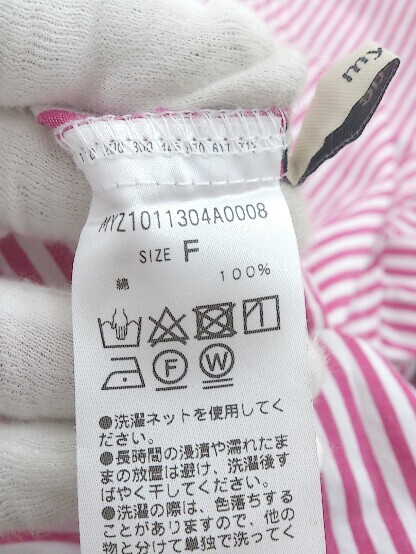 MYZ1011304A0008
SIZE F
綿 100%
F W
●洗濯ネットを使用してく
ださい。
●長時間の浸漬や濡れたま
まの放置は避け、洗濯後す
ばやく干してください。
●洗濯の際は、色落ちする
ことがありますので、他の
物と分けて単独で洗ってく